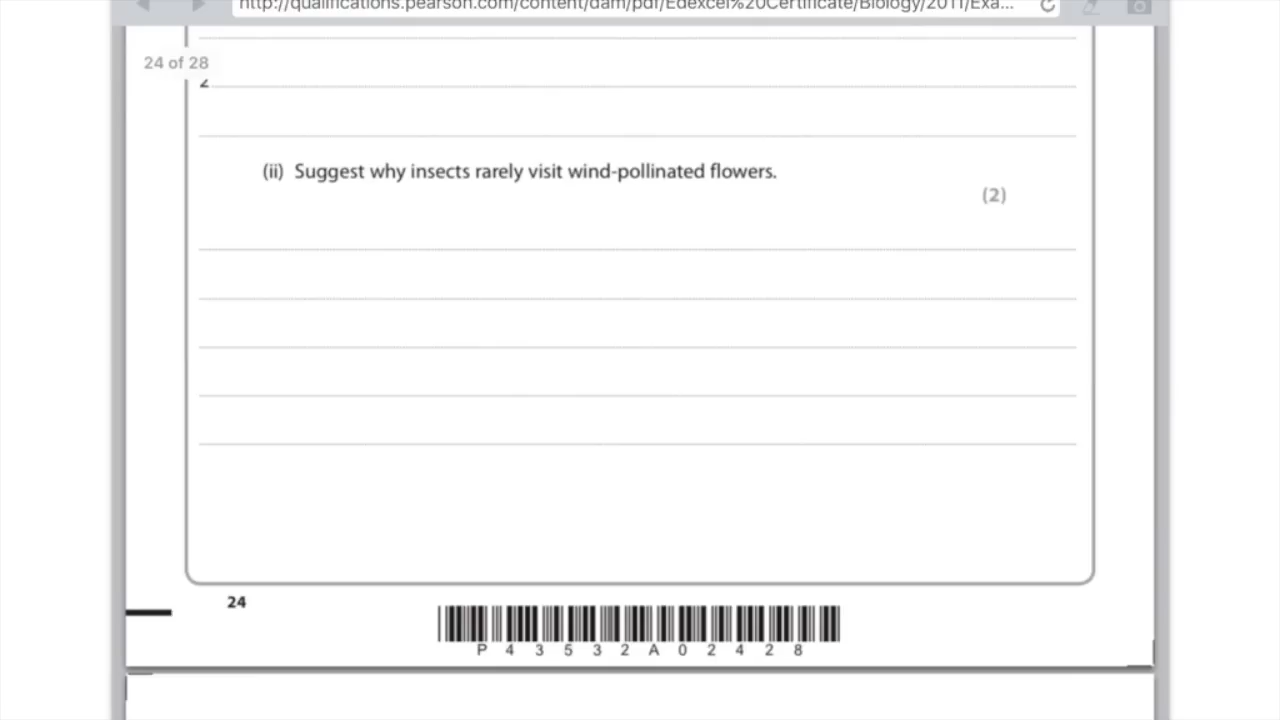 http://qualifications.pearson.com/content/dam/pdf/Edexcel%20Certificate/Biology/2011/Exa...
24 of 28
2
(ii) Suggest why insects rarely visit wind-pollinated flowers.
(2)
24
P 4 3 5 3 2 A 0 2 4 2 8